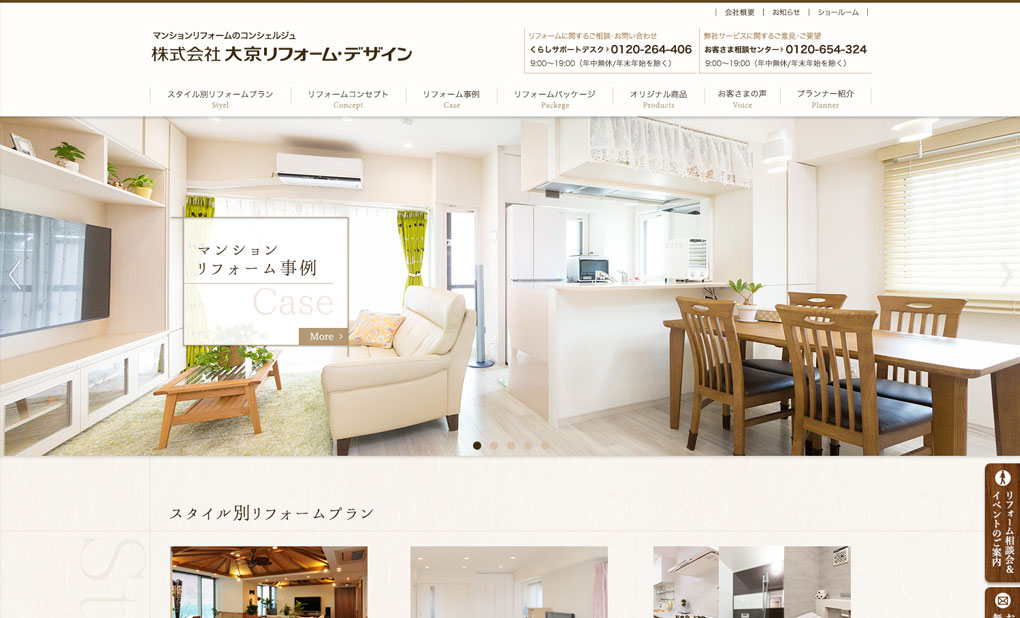 会社概要
お知らせ
ショールーム
マンションリフォームのコンシェルジュ
株式会社 大京リフォーム・デザイン
リフォームに関するご相談・お問い合わせ
くらしサポートデスク 0120-264-406
9:00〜19:00（年中無休/年末年始を除く）
弊社サービスに関するご意見・ご要望
お客さま相談センター 0120-654-324
9:00〜19:00（年中無休/年末年始を除く）
スタイル別リフォームプラン
Styel
リフォームコンセプト
Concept
リフォーム事例
Case
リフォームパッケージ
Packege
オリジナル商品
Products
お客さまの声
Voice
プランナー紹介
Planner
マンション
リフォーム事例
Case
More
スタイル別リフォームプラン
St
リフォーム相談会&
イベントのご案内